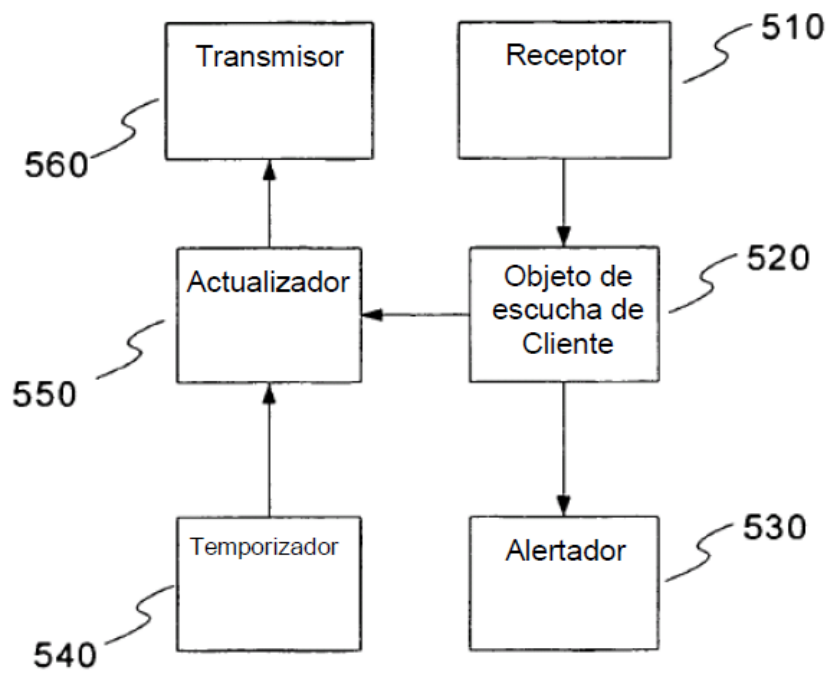 Transmisor
Receptor
510
560
Actualizador
Objeto de
escucha de
Cliente
520
550
Temporizador
Alertador
530
540